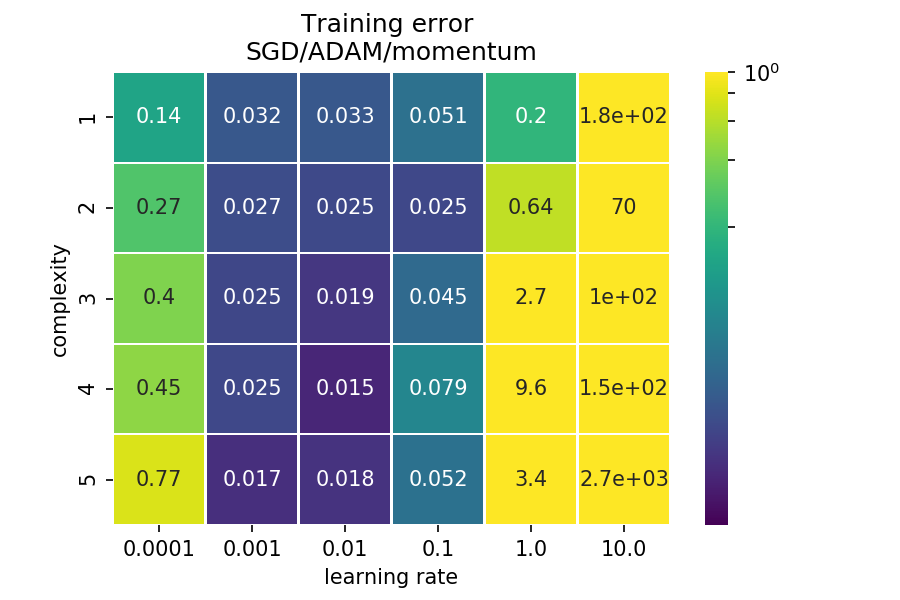 Training error
SGD/ADAM/momentum
10⁰
1 0.14 0.032 0.033 0.051 0.2 1.8e+02
2 0.27 0.027 0.025 0.025 0.64 70
complexity
3 0.4 0.025 0.019 0.045 2.7 1e+02
4 0.45 0.025 0.015 0.079 9.6 1.5e+02
5 0.77 0.017 0.018 0.052 3.4 2.7e+03
0.0001 0.001 0.01 0.1 1.0 10.0
learning rate